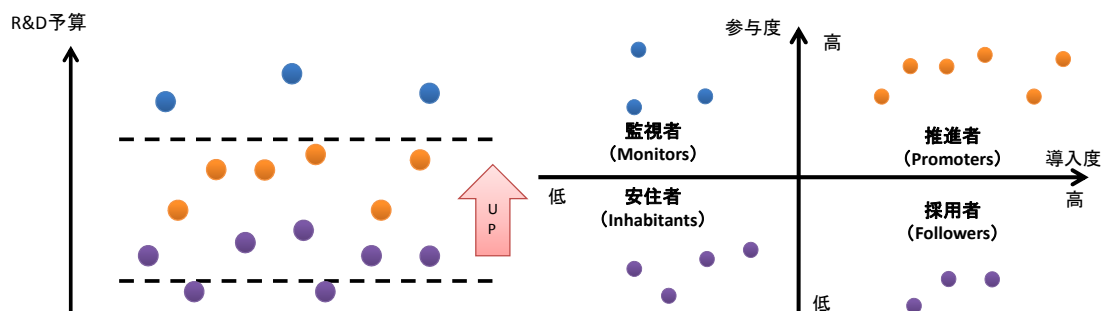 R&D予算
U
P
参与度
高
監視者
（Monitors）
推進者
（Promoters）
導入度
低
高
安住者
（Inhabitants）
採用者
（Followers）
低